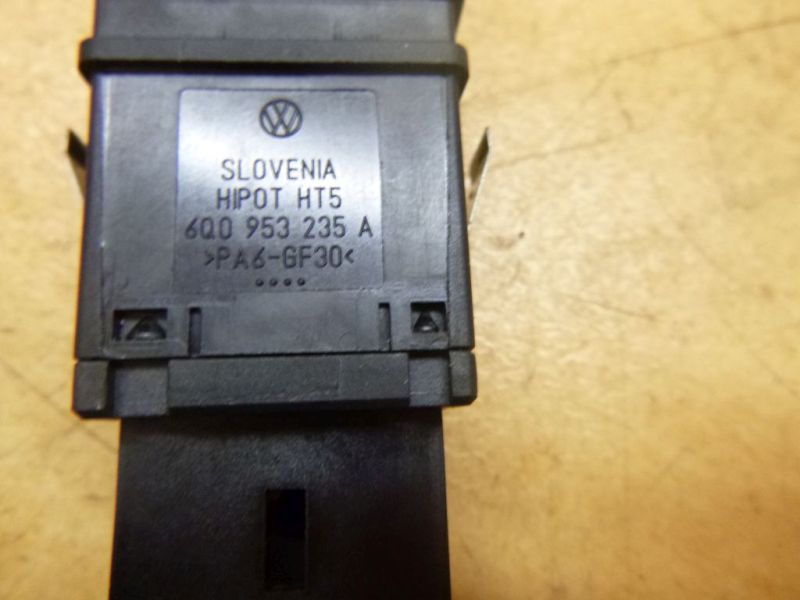 SLOVENIA
HIPOT HT5
6Q0 953 235 A
>PA6-GF30<